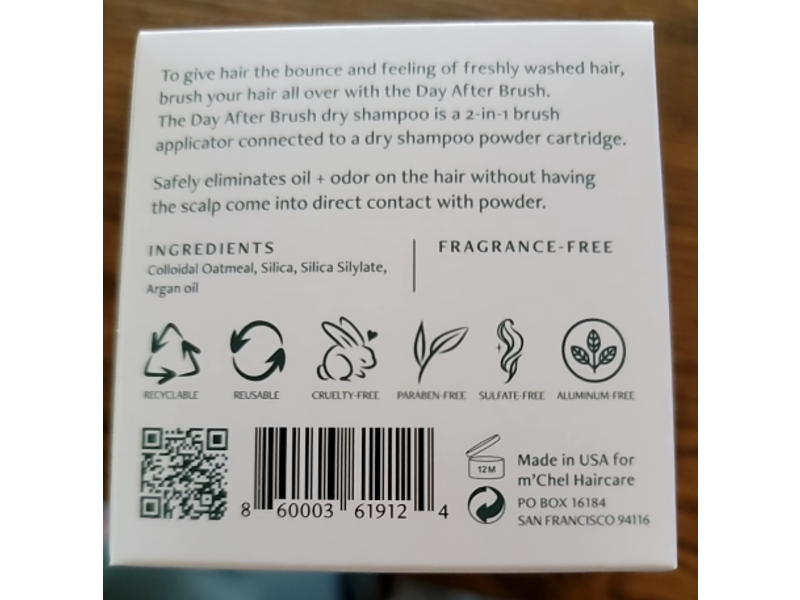 To give hair the bounce and feeling of freshly washed hair,
brush your hair all over with the Day After Brush.
The Day After Brush dry shampoo is a 2-in-1 brush
applicator connected to a dry shampoo powder cartridge.
Safely eliminates oil + odor on the hair without having
the scalp come into direct contact with powder.
INGREDIENTS
Colloidal Oatmeal, Silica, Silica Silylate,
Argan oil
FRAGRANCE-FREE
RECYCLABLE
REUSABLE
CRUELTY-FREE
PARABEN-FREE
SULFATE-FREE
ALUMINUM-FREE
8 60003 61912 4
12M
Made in USA for
m'Chel Haircare
PO BOX 16184
SAN FRANCISCO 94116